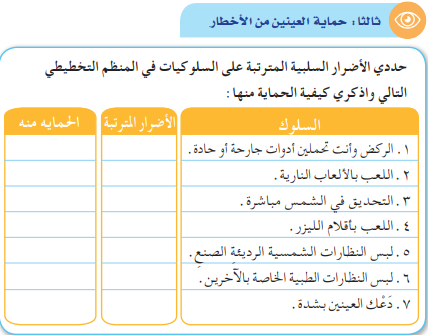 ثالثا: حماية العينين من الأخطار
حددي الأضرار السلبية المترتبة على السلوكيات في المنظم التخطيطي
التالي واذكري كيفية الحماية منها:
السلوك الأضرار المترتبة الحمايه منه
١. الركض وأنت تحملين أدوات جارحة أو حادة.
٢. اللعب بالألعاب النارية.
٣. التحديق في الشمس مباشرة.
٤. اللعب بأقلام الليزر.
٥. لبس النظارات الشمسية الرديئة الصنع.
٦. لبس النظارات الطبية الخاصة بالآخرين.
٧. دَعْك العينين بشدة.